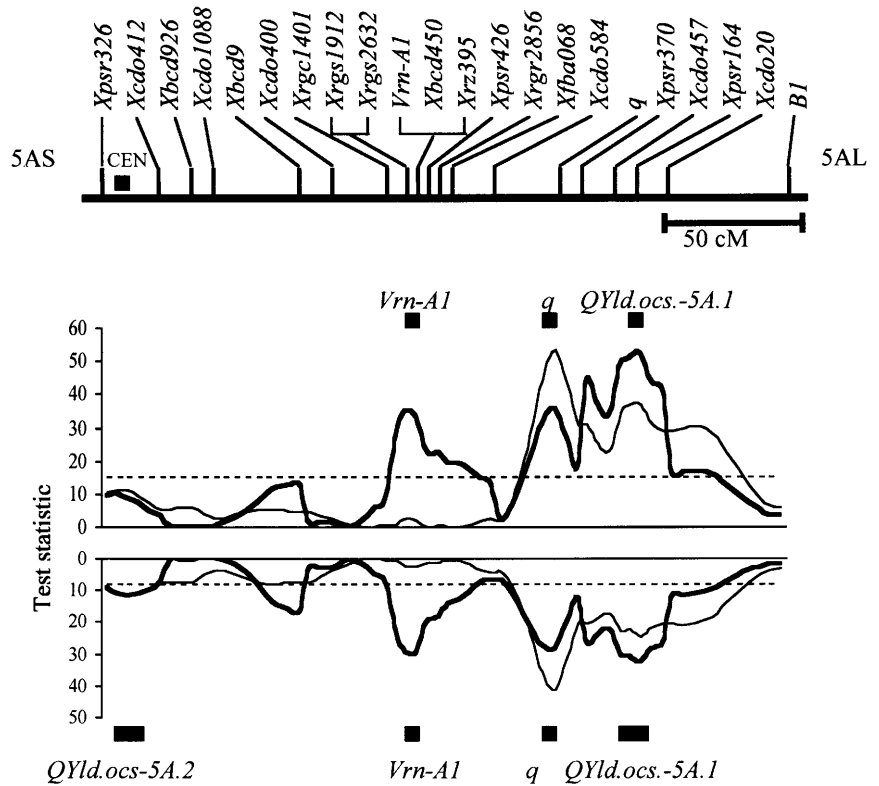 Xpsr326
Xcdo412
Xbcd926
Xcdo1088
Xbcd9
Xcdo400
Xrgc1401
Xrgs1912
Xrgs2632
Vrn-A1
Xbcd450
Xrz395
Xpsr426
Xrgr2856
Xfba068
Xcdo584
q
Xpsr370
Xcdo457
Xpsr164
Xcdo20
B1
5AS
CEN
5AL
50 cM
Vrn-A1
q
QYld.ocs.-5A.1
60
50
40
30
20
10
0
Test statistic
0
10
20
30
40
50
QYld.ocs-5A.2
Vrn-A1
q
QYld.ocs.-5A.1